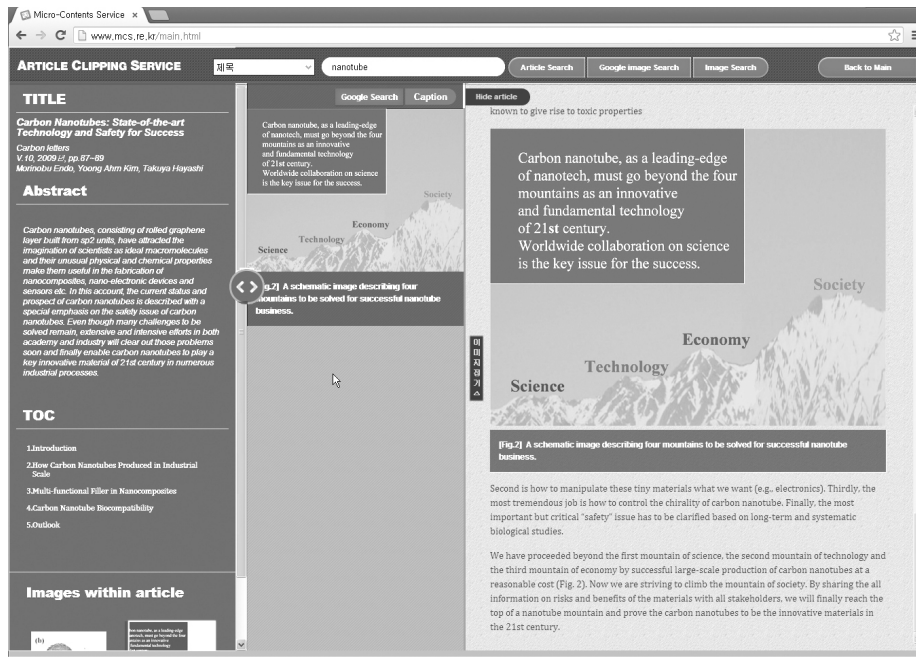 Micro-Contents Service ×
www.mcs.re.kr/main.html
ARTICLE CLIPPING SERVICE
제목
nanotube
Article Search
Google image Search
Image Search
Back to Main
TITLE
Carbon Nanotubes: State-of-the-art
Technology and Safety for Success
Carbon letters
V.10, 2009년, pp.87~89
Morinobu Endo, Yoong Ahm Kim, Takuya Hayashi
Abstract
Carbon nanotubes, consisting of rolled graphene
layer built from sp2 units, have attracted the
imagination of scientists as ideal macromolecules
and their unusual physical and chemical properties
make them useful in the fabrication of
nanocomposites, nano-electronic devices and
sensors etc. In this account, the current status and
prospect of carbon nanotubes is described with a
special emphasis on the safety issue of carbon
nanotubes. Even though many challenges to be
solved remain, extensive and intensive efforts in both
academy and industry will clear out those problems
soon and finally enable carbon nanotubes to play a
key innovative material of 21st century in numerous
industrial processes.
TOC
1.Introduction
2.How Carbon Nanotubes Produced in Industrial
Scale
3.Multi-functional Filler in Nanocomposites
4.Carbon Nanotube Biocompatibility
5.Outlook
Images within article
(b)
Google Search
Caption
Carbon nanotube, as a leading-edge
of nanotech, must go beyond the four
mountains as an innovative
and fundamental technology
of 21st century.
Worldwide collaboration on science
is the key issue for the success.
Society
Economy
Technology
Science
ig.2] A schematic image describing four
mountains to be solved for successful nanotube
business.
Hide article
known to give rise to toxic properties
Carbon nanotube, as a leading-edge
of nanotech, must go beyond the four
mountains as an innovative
and fundamental technology
of 21st century.
Worldwide collaboration on science
is the key issue for the success.
Society
Economy
Technology
Science
이미지전기스
[Fig.2] A schematic image describing four mountains to be solved for successful nanotube
business.
Second is how to manipulate these tiny materials what we want (e.g., electronics). Thirdly, the
most tremendous job is how to control the chirality of carbon nanotube. Finally, the most
important but critical "safety" issue has to be clarified based on long-term and systematic
biological studies.
We have proceeded beyond the first mountain of science, the second mountain of technology and
the third mountain of economy by successful large-scale production of carbon nanotubes at a
reasonable cost (Fig. 2). Now we are striving to climb the mountain of society. By sharing the all
information on risks and benefits of the materials with all stakeholders, we will finally reach the
top of a nanotube mountain and prove the carbon nanotubes to be the innovative materials in
the 21st century.